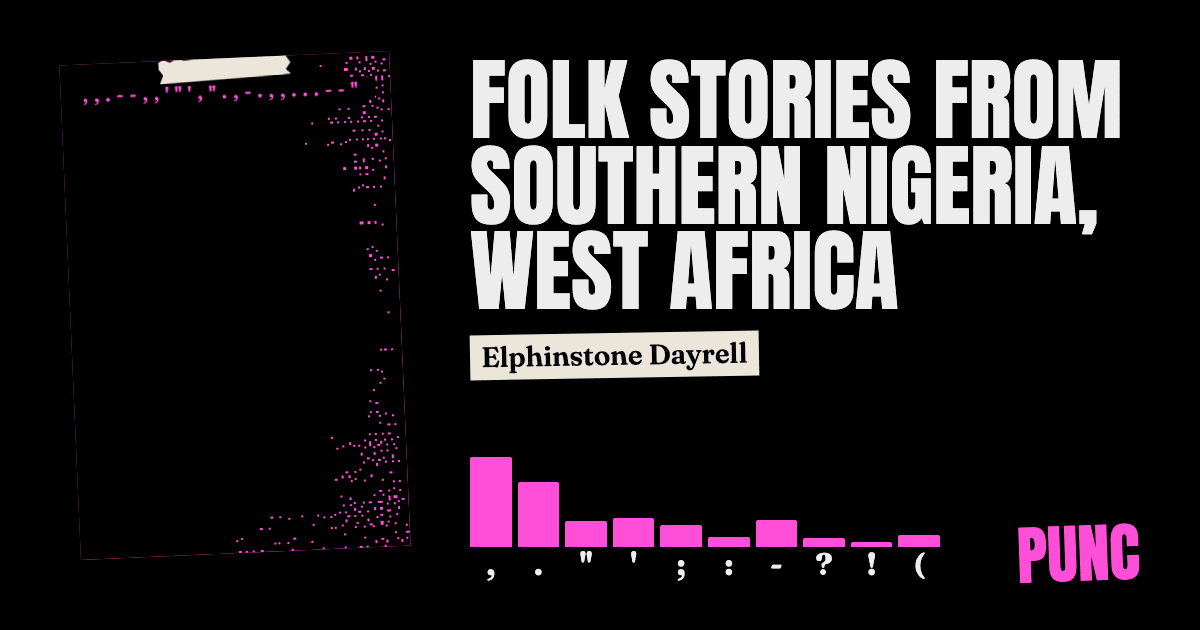 FOLK STORIES FROM
SOUTHERN NIGERIA,
WEST AFRICA
Elphinstone Dayrell
, . " ' ; : - ? ! (
PUNC